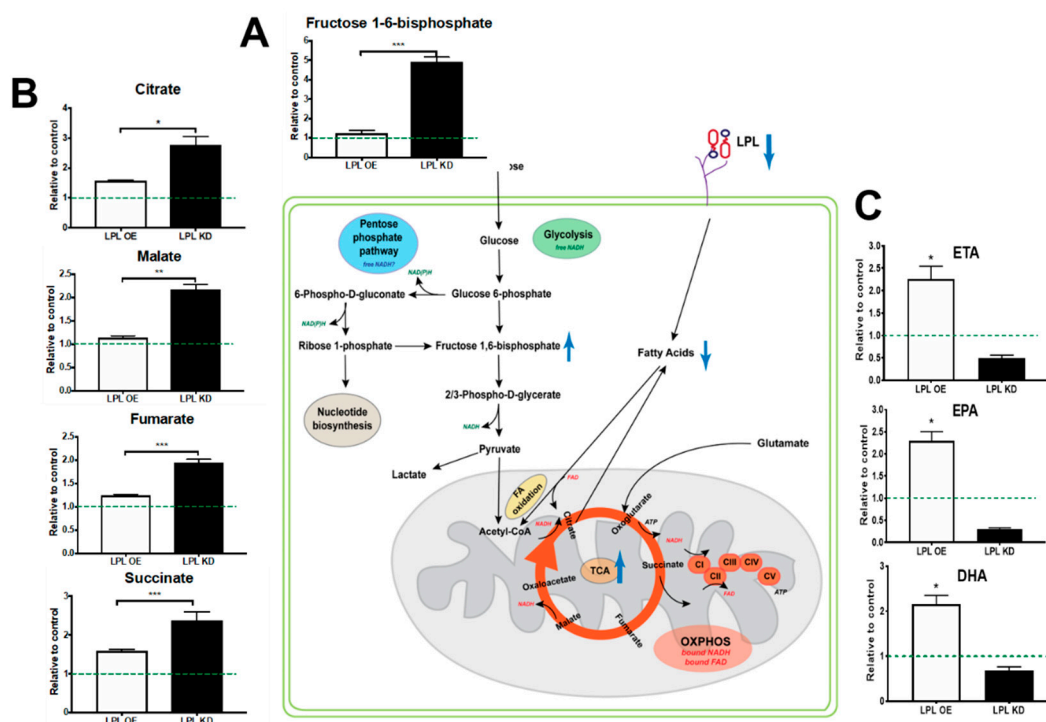 A
Fructose 1-6-bisphosphate
Relative to control
6
5
4
3
2
1
0
***
LPL OE
LPL KD
B
Citrate
Relative to control
4
3
2
1
0
*
LPL OE
LPL KD
Malate
Relative to control
2.5
2.0
1.5
1.0
0.5
0.0
**
LPL OE
LPL KD
Fumarate
Relative to control
2.5
2.0
1.5
1.0
0.5
0.0
***
LPL OE
LPL KD
Succinate
Relative to control
3
2
1
0
***
LPL OE
LPL KD
ose
LPL
Pentose
phosphate
pathway
free NADH?
Glucose
Glycolysis
free NADH
NAD(P)H
6-Phospho-D-gluconate
Glucose 6-phosphate
NAD(P)H
Ribose 1-phosphate
Fructose 1,6-bisphosphate
Fatty Acids
2/3-Phospho-D-glycerate
Nucleotide
biosynthesis
NADH
Pyruvate
Glutamate
Lactate
FA
oxidation
FAD
Acetyl-CoA
NADH
Citrate
Oxoglutarate
ATP
NADH
TCA
Succinate
CI
CII
CIII
CIV
CV
FAD
ATP
Oxaloacetate
NADH
Malate
Fumarate
OXPHOS
bound NADH
bound FAD
C
ETA
Relative to control
2.5
2.0
1.5
1.0
0.5
0.0
*
LPL OE
LPL KD
EPA
Relative to control
3.0
2.5
2.0
1.5
1.0
0.5
0.0
*
LPL OE
LPL KD
DHA
Relative to control
3
2
1
0
*
LPL OE
LPL KD